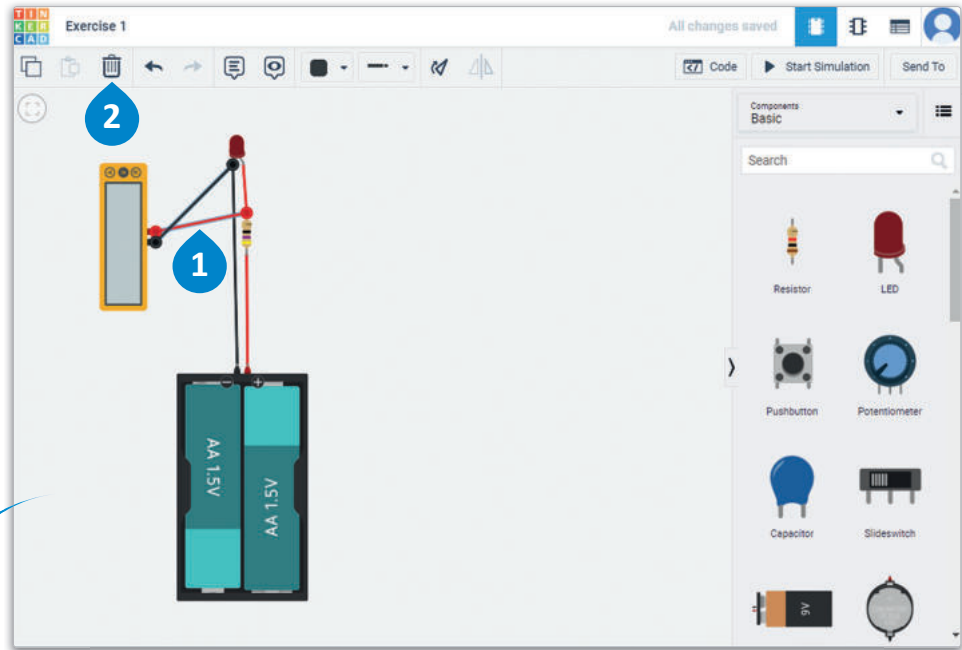 TIN
KER
CAD
Exercise 1
All changes saved
Code
Start Simulation
Send To
2
1
Components
Basic
Search
Resistor
LED
Pushbutton
Potentiometer
Capacitor
Slideswitch
9V
AA 1.5V
AA 1.5V